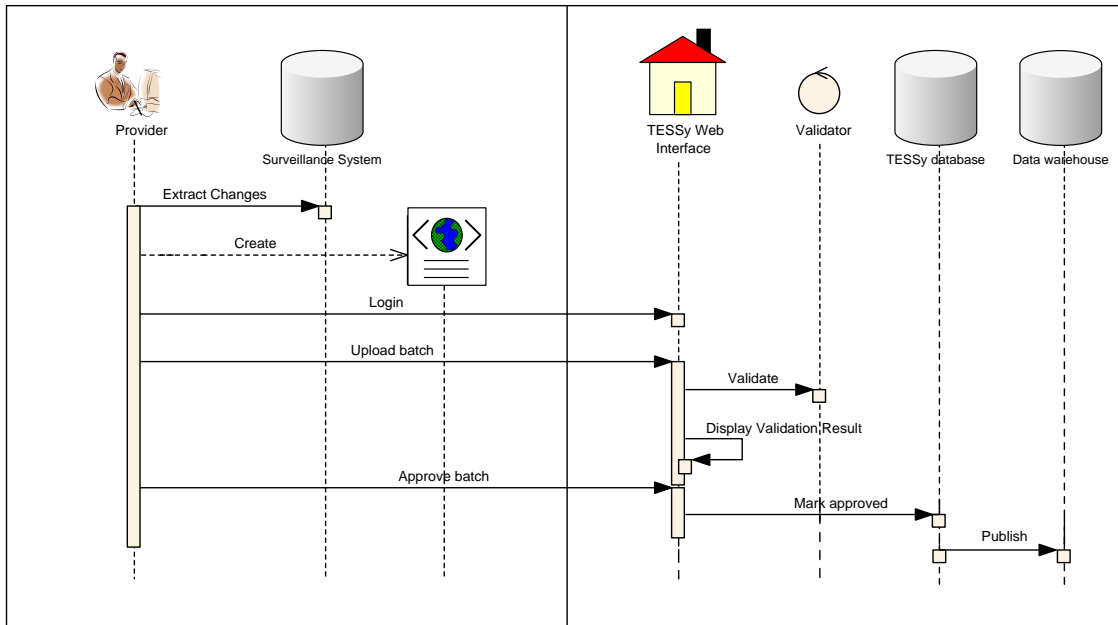 Provider
Surveillance System
TESSy Web
Interface
Validator
TESSy database
Data warehouse
Extract Changes
Create
Login
Upload batch
Validate
Display Validation Result
Approve batch
Mark approved
Publish